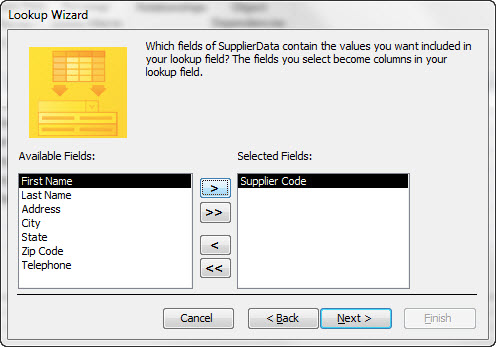 Lookup Wizard
Which fields of SupplierData contain the values you want included in
your lookup field? The fields you select become columns in your
lookup field.
Available Fields:
Selected Fields:
First Name
Last Name
Address
City
State
Zip Code
Telephone
>
>>
<
<<
Supplier Code
Cancel
< Back
Next >
Finish